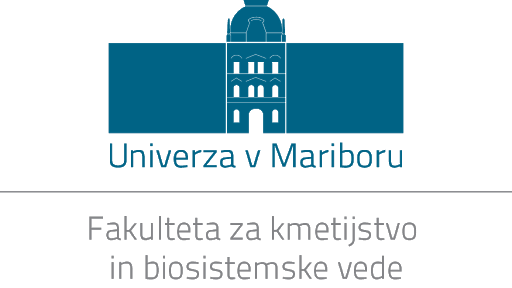 Univerza v Mariboru
Fakulteta za kmetijstvo
in biosistemske vede